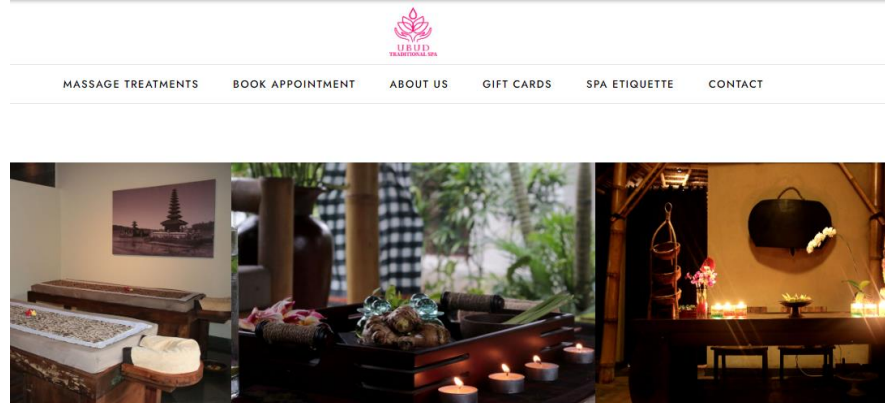 UBUD
TRADITIONAL SPA
MASSAGE TREATMENTS BOOK APPOINTMENT ABOUT US GIFT CARDS SPA ETIQUETTE CONTACT